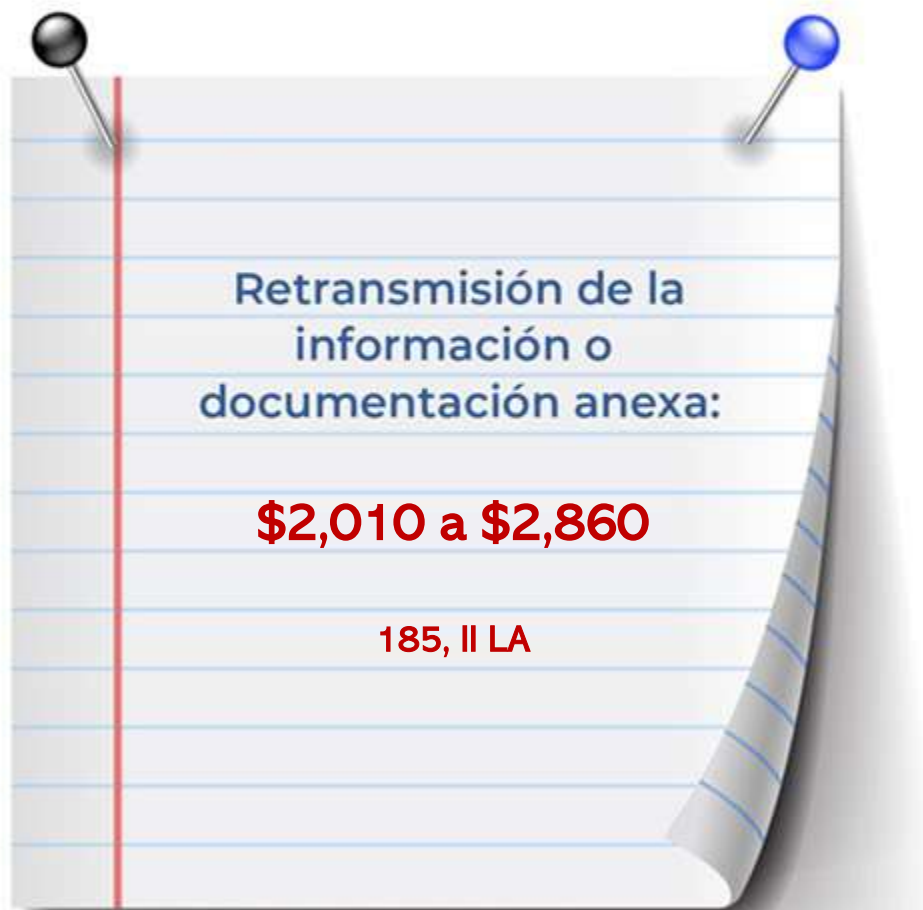 Retransmisión de la
información o
documentación anexa:
$2,010 a $2,860
185, II LA